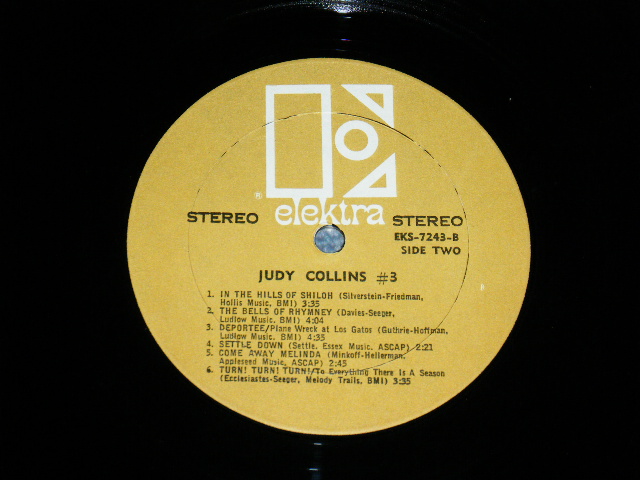 ®
elektra
STEREO STEREO
EKS-7243-B
SIDE TWO
JUDY COLLINS #3
1. IN THE HILLS OF SHILOH (Silverstein-Friedman,
Hollis Music, BMI) 3:35
2. THE BELLS OF RHYMNEY (Davies-Seeger,
Ludlow Music, BMI) 4:04
3. DEPORTEE/Plane Wreck at Los Gatos (Guthrie-Hoffman,
Ludlow Music, BMI) 4:35
4. SETTLE DOWN (Settle, Essex Music, ASCAP) 2:21
5. COME AWAY MELINDA (Minkoff-Hellerman,
Appleseed Music, ASCAP) 2:45
6. TURN! TURN! TURN!/To Everything There Is A Season
(Ecclesiastes-Seeger, Melody Trails, BMI) 3:35